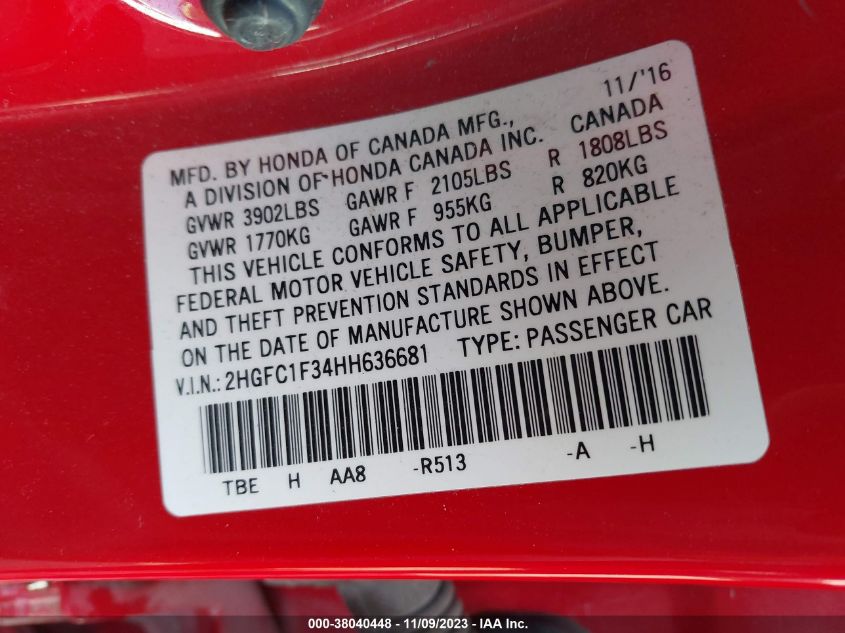 11/'16
MFD. BY HONDA OF CANADA MFG.,
A DIVISION OF HONDA CANADA INC. CANADA
GVWR 3902LBS GAWR F 2105LBS R 1808LBS
GVWR 1770KG GAWR F 955KG R 820KG
THIS VEHICLE CONFORMS TO ALL APPLICABLE
FEDERAL MOTOR VEHICLE SAFETY, BUMPER,
AND THEFT PREVENTION STANDARDS IN EFFECT
ON THE DATE OF MANUFACTURE SHOWN ABOVE.
V.I.N.: 2HGFC1F34HH636681 TYPE: PASSENGER CAR
TBE H AA8 -R513 -A -H
000-38040448 - 11/09/2023 - IAA Inc.